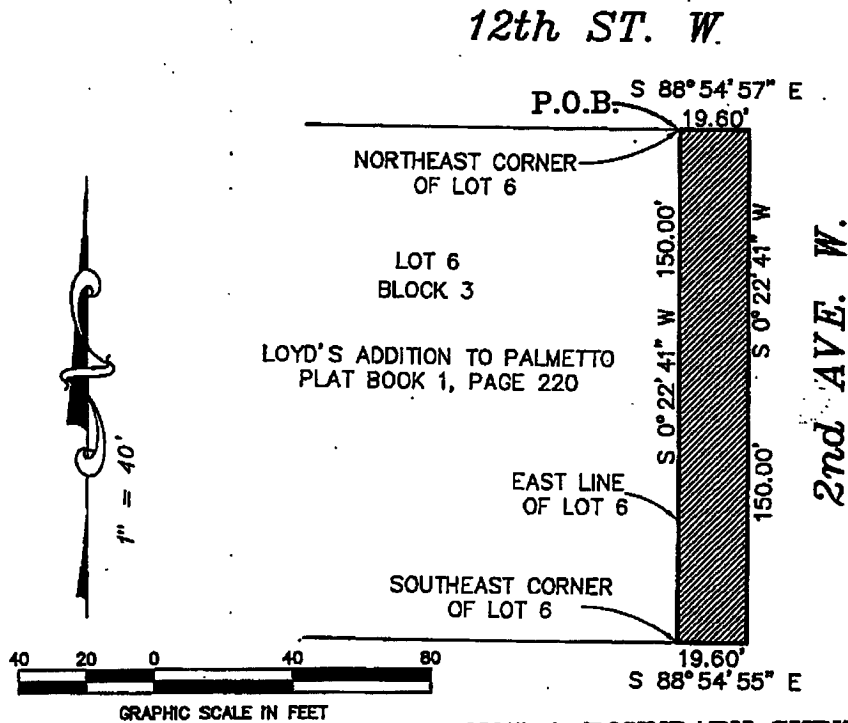 12th ST. W.
S 88° 54' 57" E
P.O.B.
19.60'
NORTHEAST CORNER
OF LOT 6
LOT 6
BLOCK 3
LOYD'S ADDITION TO PALMETTO
PLAT BOOK 1, PAGE 220
S 0° 22' 41" W 150.00'
S 0° 22' 41" W
150.00'
2nd AVE. W.
1" = 40'
EAST LINE
OF LOT 6
SOUTHEAST CORNER
OF LOT 6
40 20 0 40 80
GRAPHIC SCALE IN FEET
19.60'
S 88° 54' 55" E